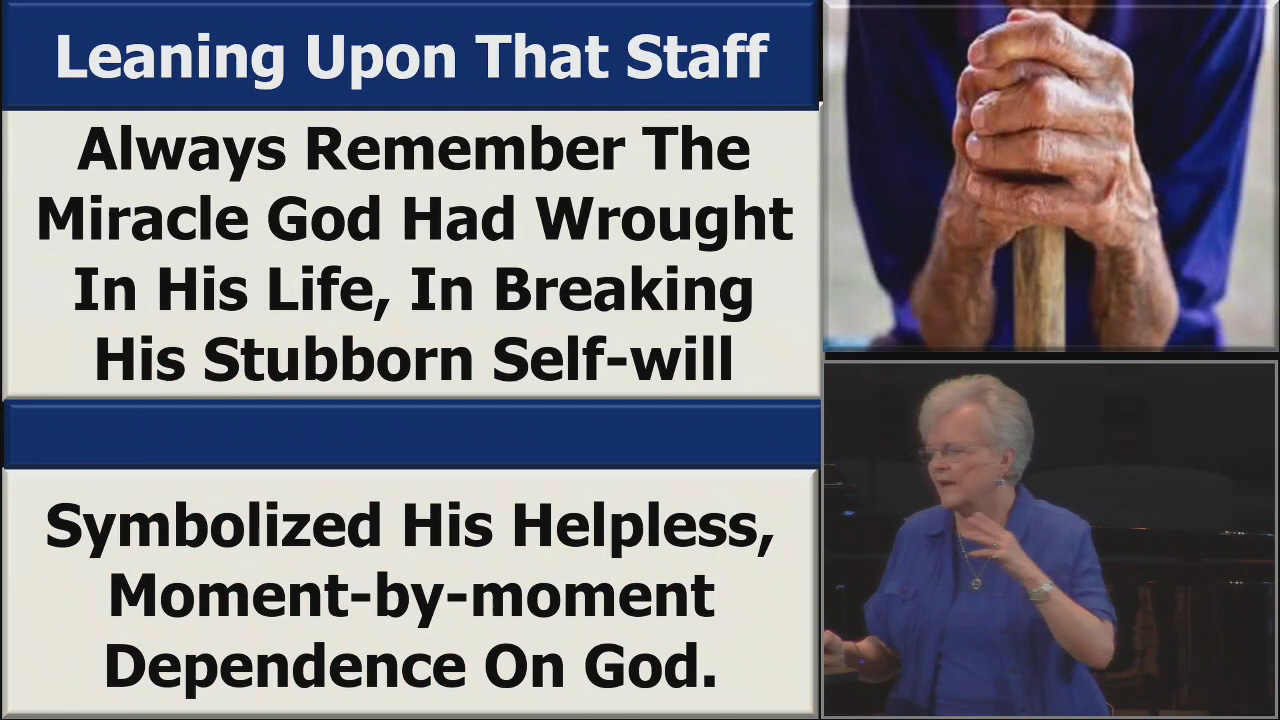 Leaning Upon That Staff
Always Remember The
Miracle God Had Wrought
In His Life, In Breaking
His Stubborn Self-will
Symbolized His Helpless,
Moment-by-moment
Dependence On God.